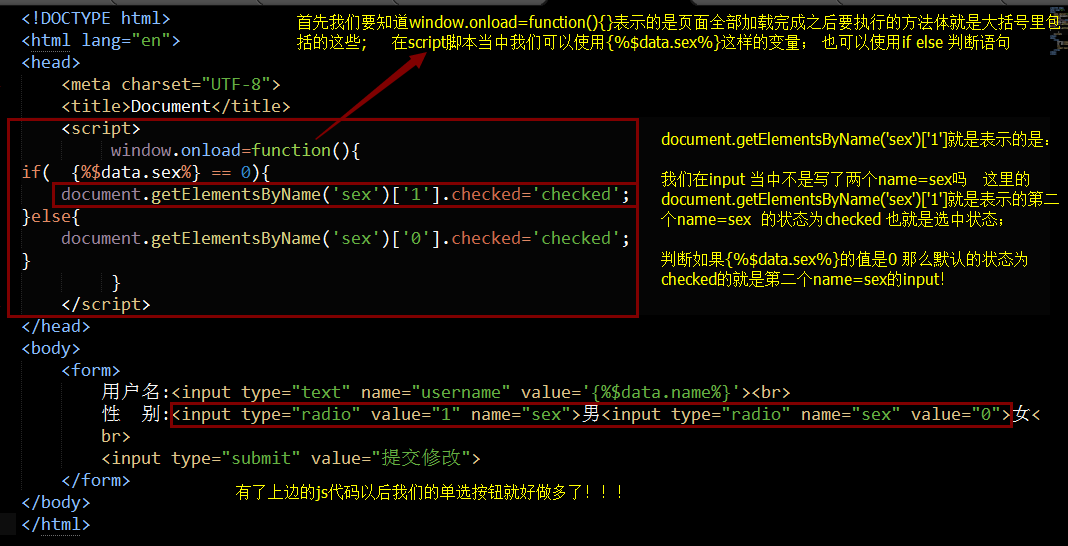 <!DOCTYPE html>
首先我们要知道window.onload=function(){}表示的是页面全部加载完成之后要执行的方法体就是大括号里包
<html lang="en">
括的这些； 在script脚本当中我们可以使用{%$data.sex%}这样的变量； 也可以使用if else 判断语句
<head>
<meta charset="UTF-8">
<title>Document</title>
<script>
window.onload=function(){
if( {%$data.sex%} == 0){
document.getElementsByName('sex')['1'].checked='checked';
}else{
document.getElementsByName('sex')['0'].checked='checked';
}
}
</script>
document.getElementsByName('sex')['1']就是表示的是：
我们在input 当中不是写了两个name=sex吗 这里的
document.getElementsByName('sex')['1']就是表示的第二
个name=sex 的状态为checked 也就是选中状态；
判断如果{%$data.sex%}的值是0 那么默认的状态为
checked的就是第二个name=sex的input！
</head>
<body>
<form>
用户名:<input type="text" name="username" value='{%$data.name%}'><br>
性 别:<input type="radio" value="1" name="sex">男<input type="radio" name="sex" value="0">女<
br>
<input type="submit" value="提交修改">
</form>
有了上边的js代码以后我们的单选按钮就好做多了！！！
</body>
</html>